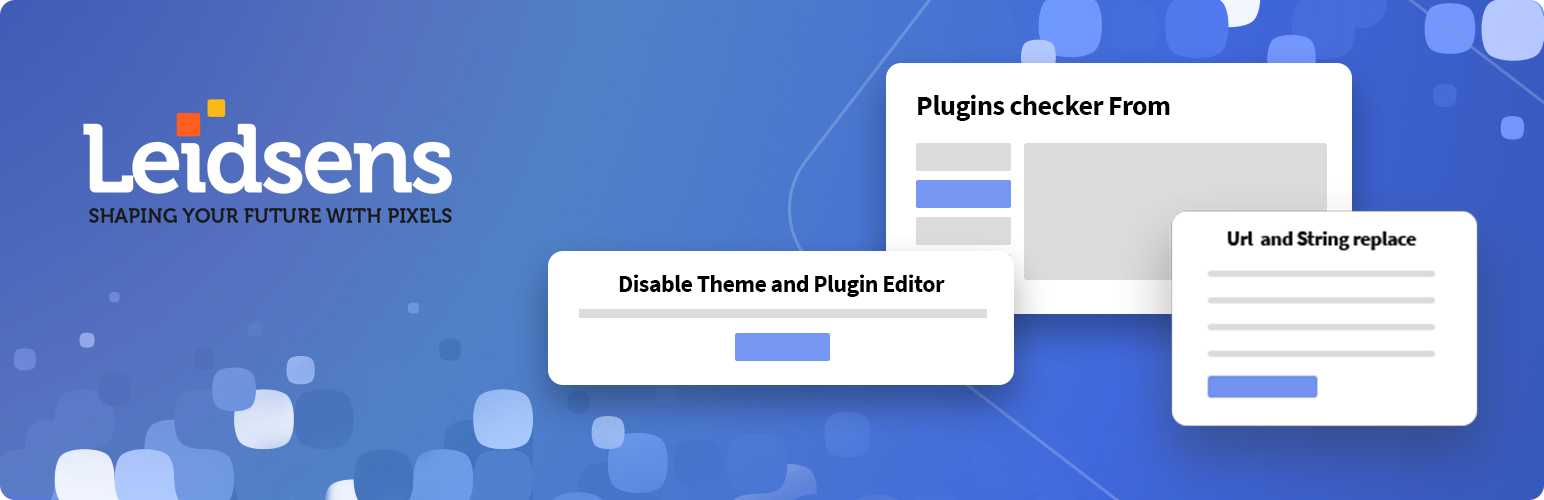 Leidsens
SHAPING YOUR FUTURE WITH PIXELS
Plugins checker From
Url and String replace
Disable Theme and Plugin Editor